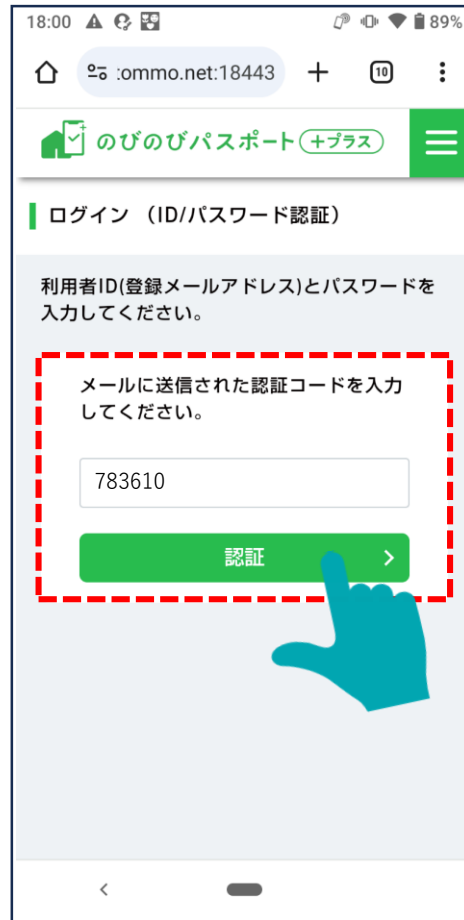 18:00
89%
:ommo.net:18443
10
のびのびパスポート +プラス
ログイン （ID/パスワード認証）
利用者ID(登録メールアドレス)とパスワードを
入力してください。
メールに送信された認証コードを入力
してください。
783610
認証